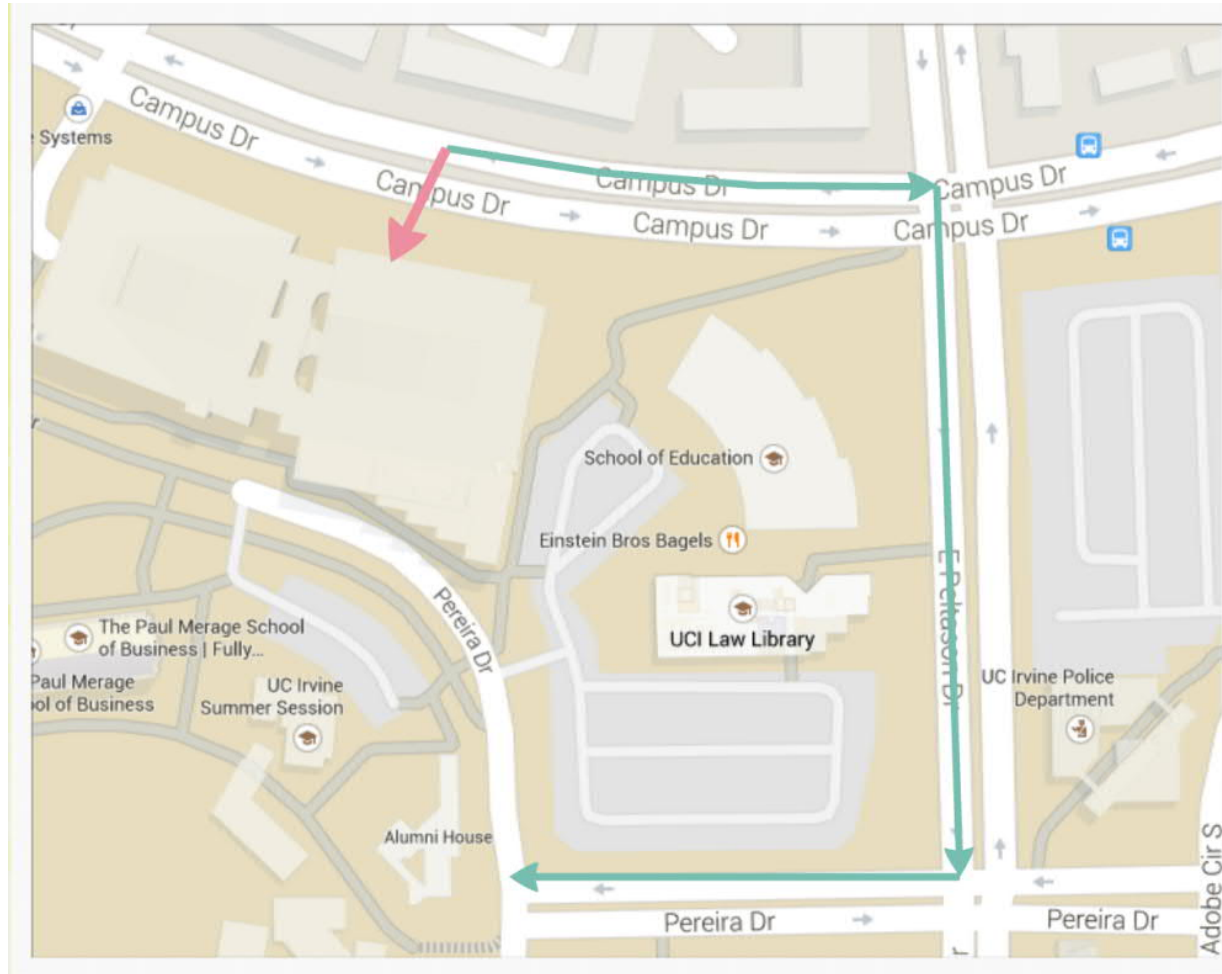 Dr
Campus Dr
Systems
Campus Dr
Campus Dr
Campus Dr
Campus Dr
Campus Dr
School of Education
Einstein Bros Bagels
E Peltason Dr
Pereira Dr
UCI Law Library
The Paul Merage School
of Business | Fully...
Paul Merage
ool of Business
UC Irvine
Summer Session
UC Irvine Police
Department
Alumni House
Pereira Dr
Pereira Dr
Adobe Cir S